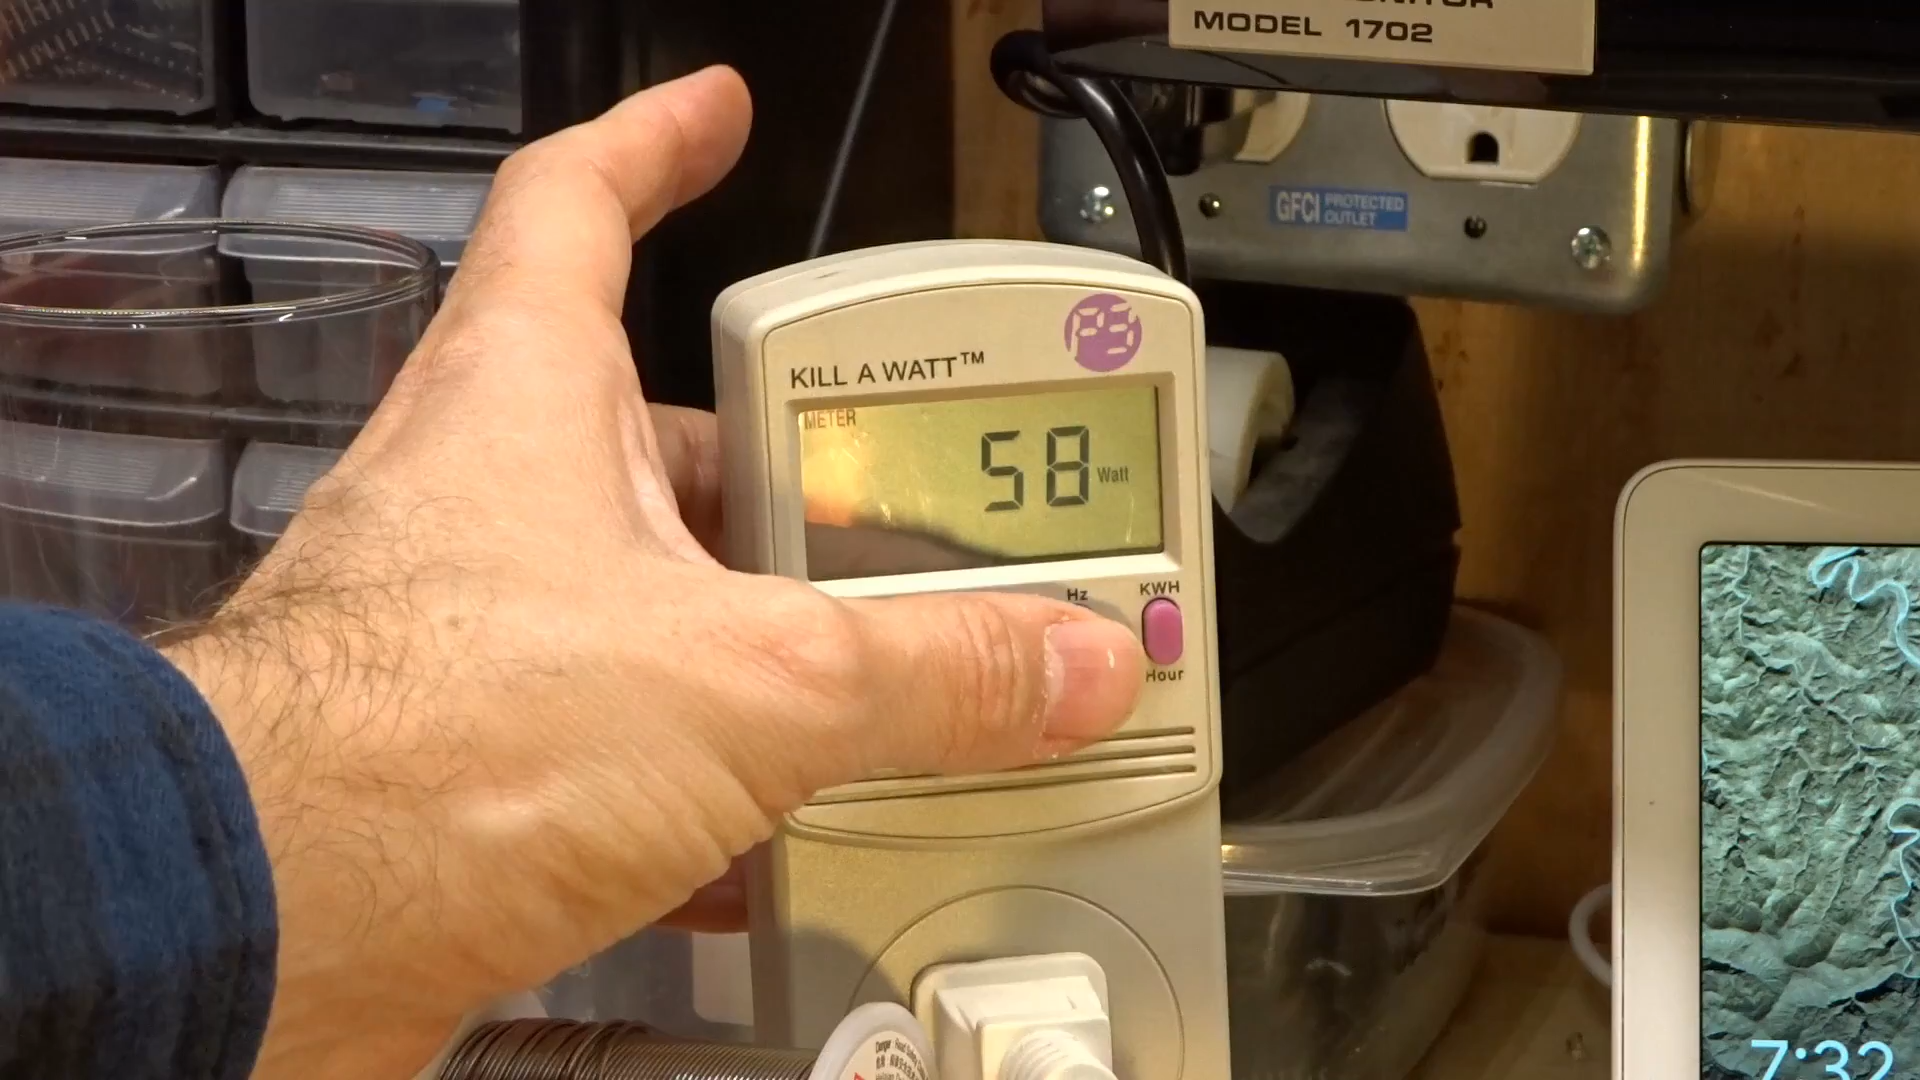 MODEL 1702
GFCI PROTECTED
OUTLET
P3
KILL A WATT™
METER
58 Watt
Hz
KWH
Hour
7:32